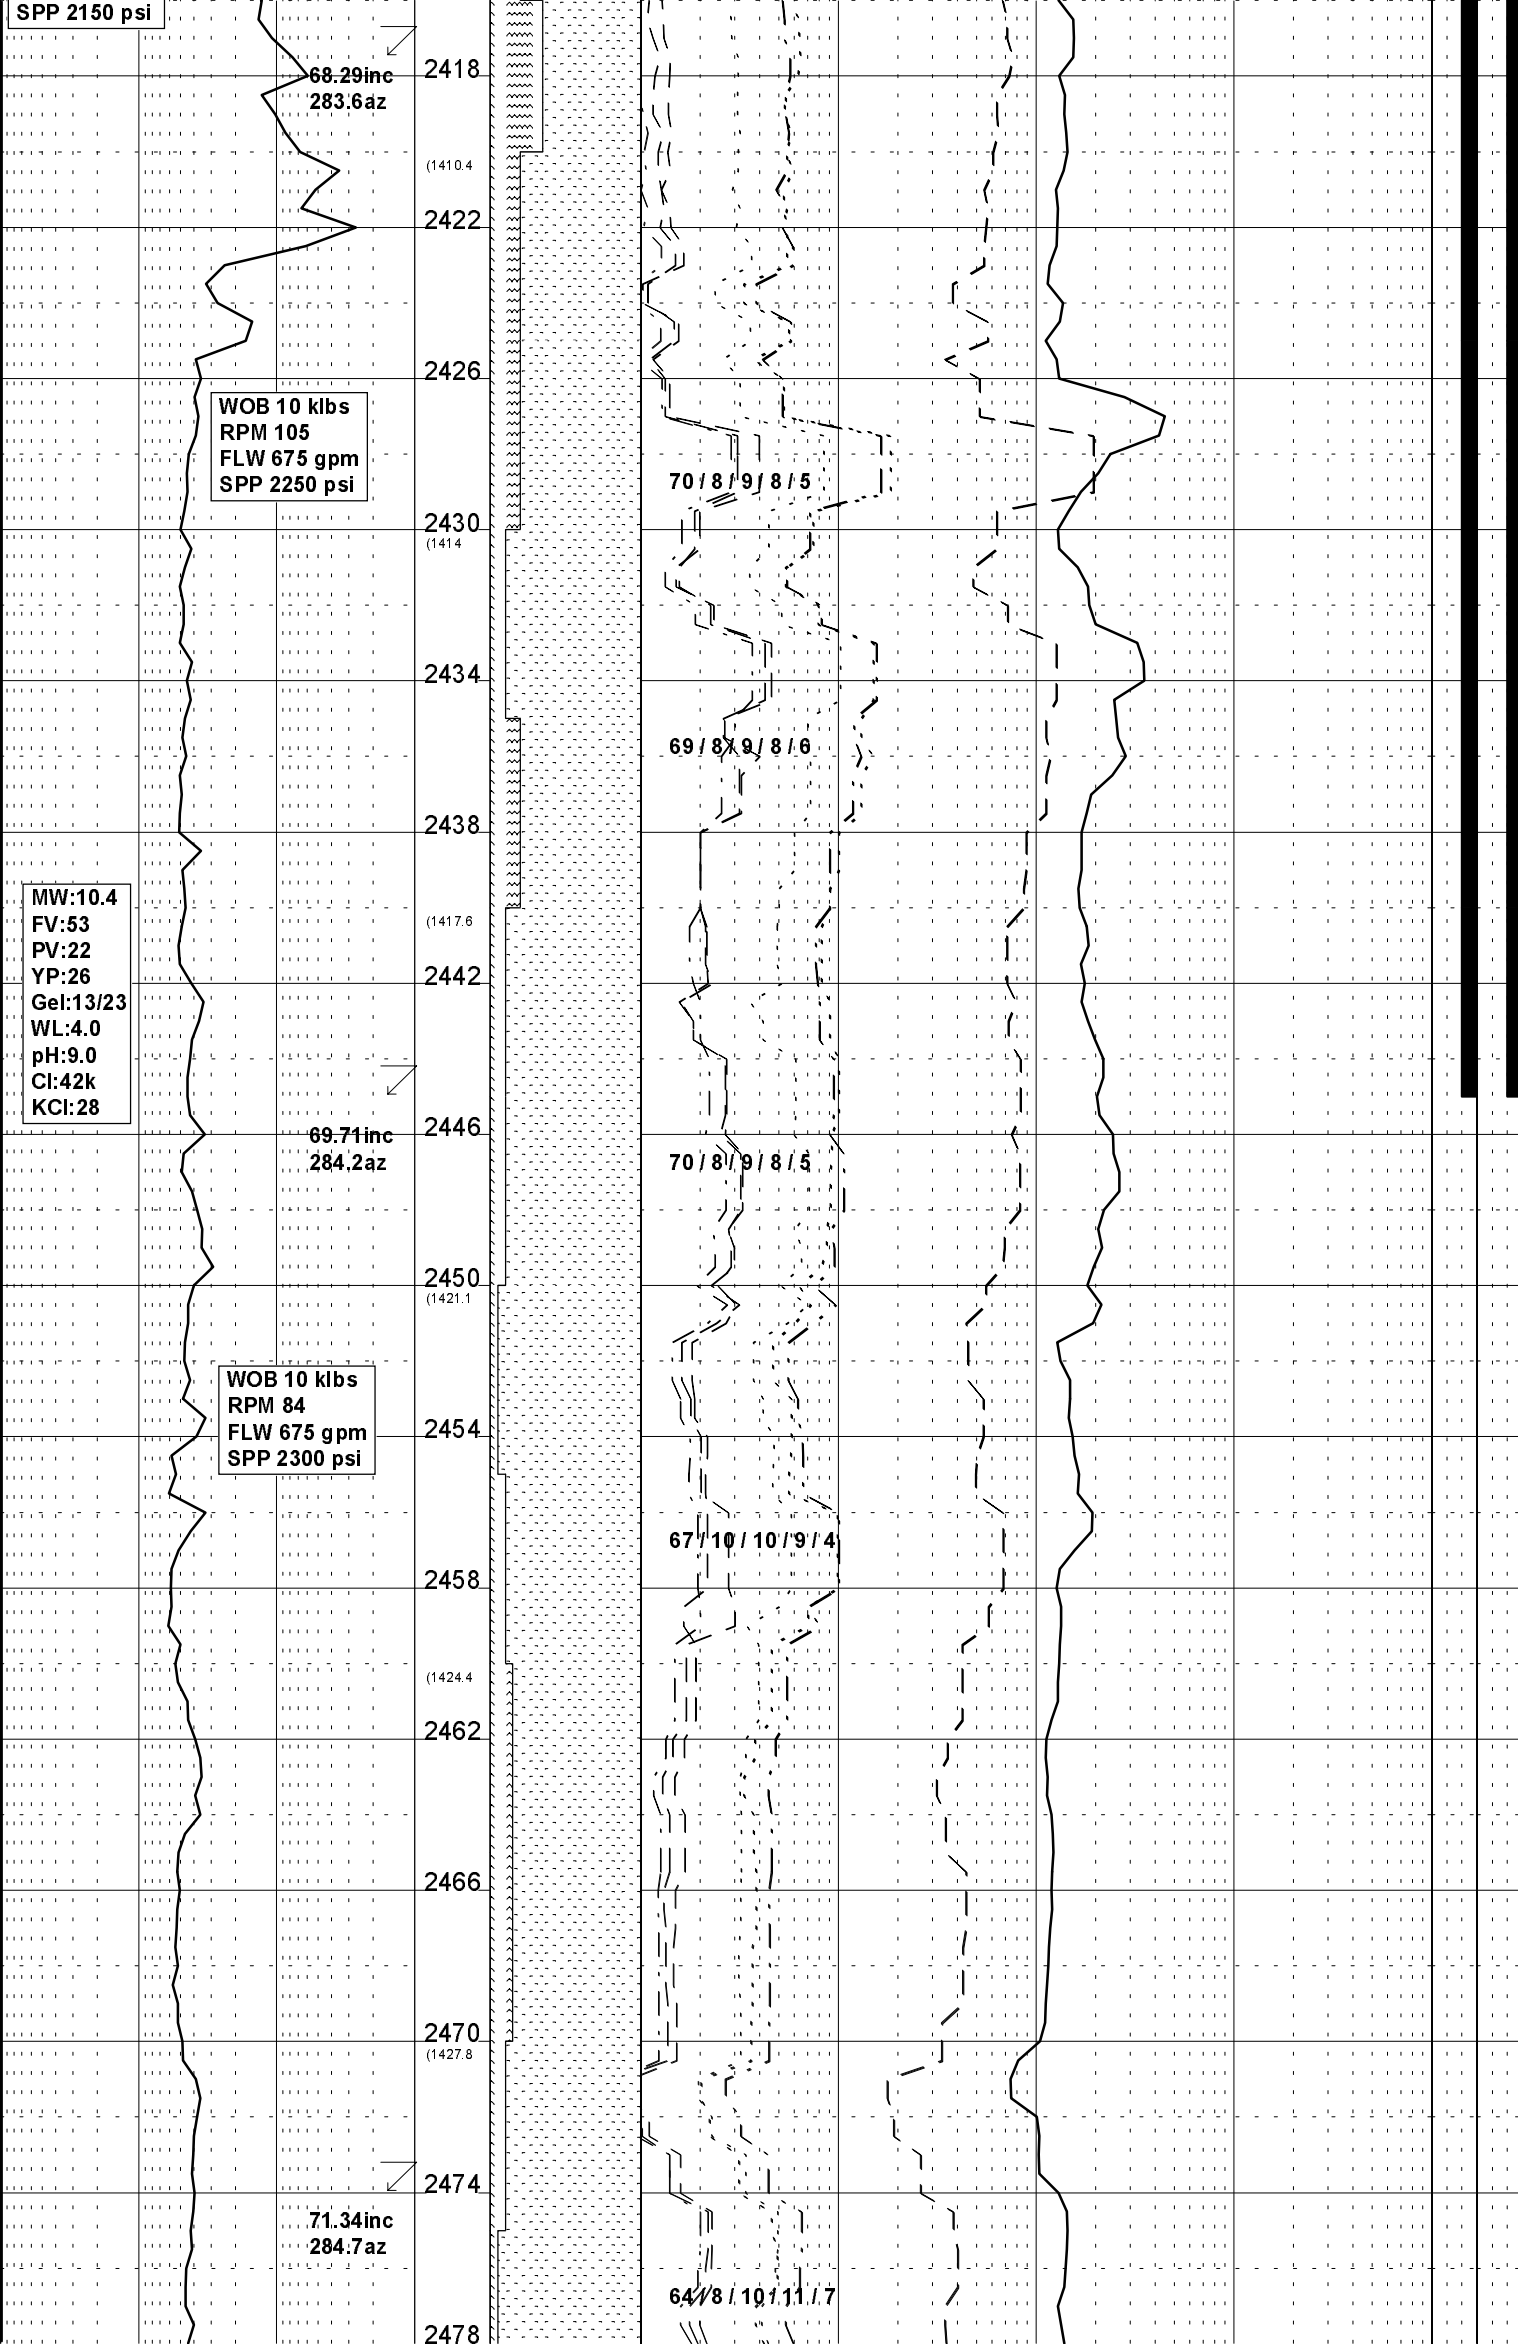 SPP 2150 psi
68.29inc
283.6az
2418
(1410.4
2422
2426
WOB 10 klbs
RPM 105
FLW 675 gpm
SPP 2250 psi
70 / 8 / 9 / 8 / 5
2430
(1414
2434
69 / 8 / 9 / 8 / 6
2438
MW:10.4
FV:53
PV:22
YP:26
Gel:13/23
WL:4.0
pH:9.0
Cl:42k
KCl:28
(1417.6
2442
2446
69.71inc
284.2az
70 / 8 / 9 / 8 / 5
2450
(1421.1
WOB 10 klbs
RPM 84
FLW 675 gpm
SPP 2300 psi
2454
67 / 10 / 10 / 9 / 4
2458
(1424.4
2462
2466
2470
(1427.8
2474
71.34inc
284.7az
64 / 8 / 10 / 11 / 7
2478